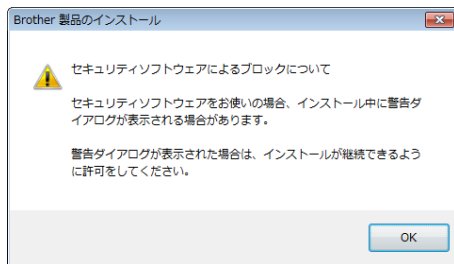 Brother 製品のインストール
セキュリティソフトウェアによるブロックについて
セキュリティソフトウェアをお使いの場合、インストール中に警告ダ
イアログが表示される場合があります。
警告ダイアログが表示された場合は、インストールが継続できるよう
に許可をしてください。
OK